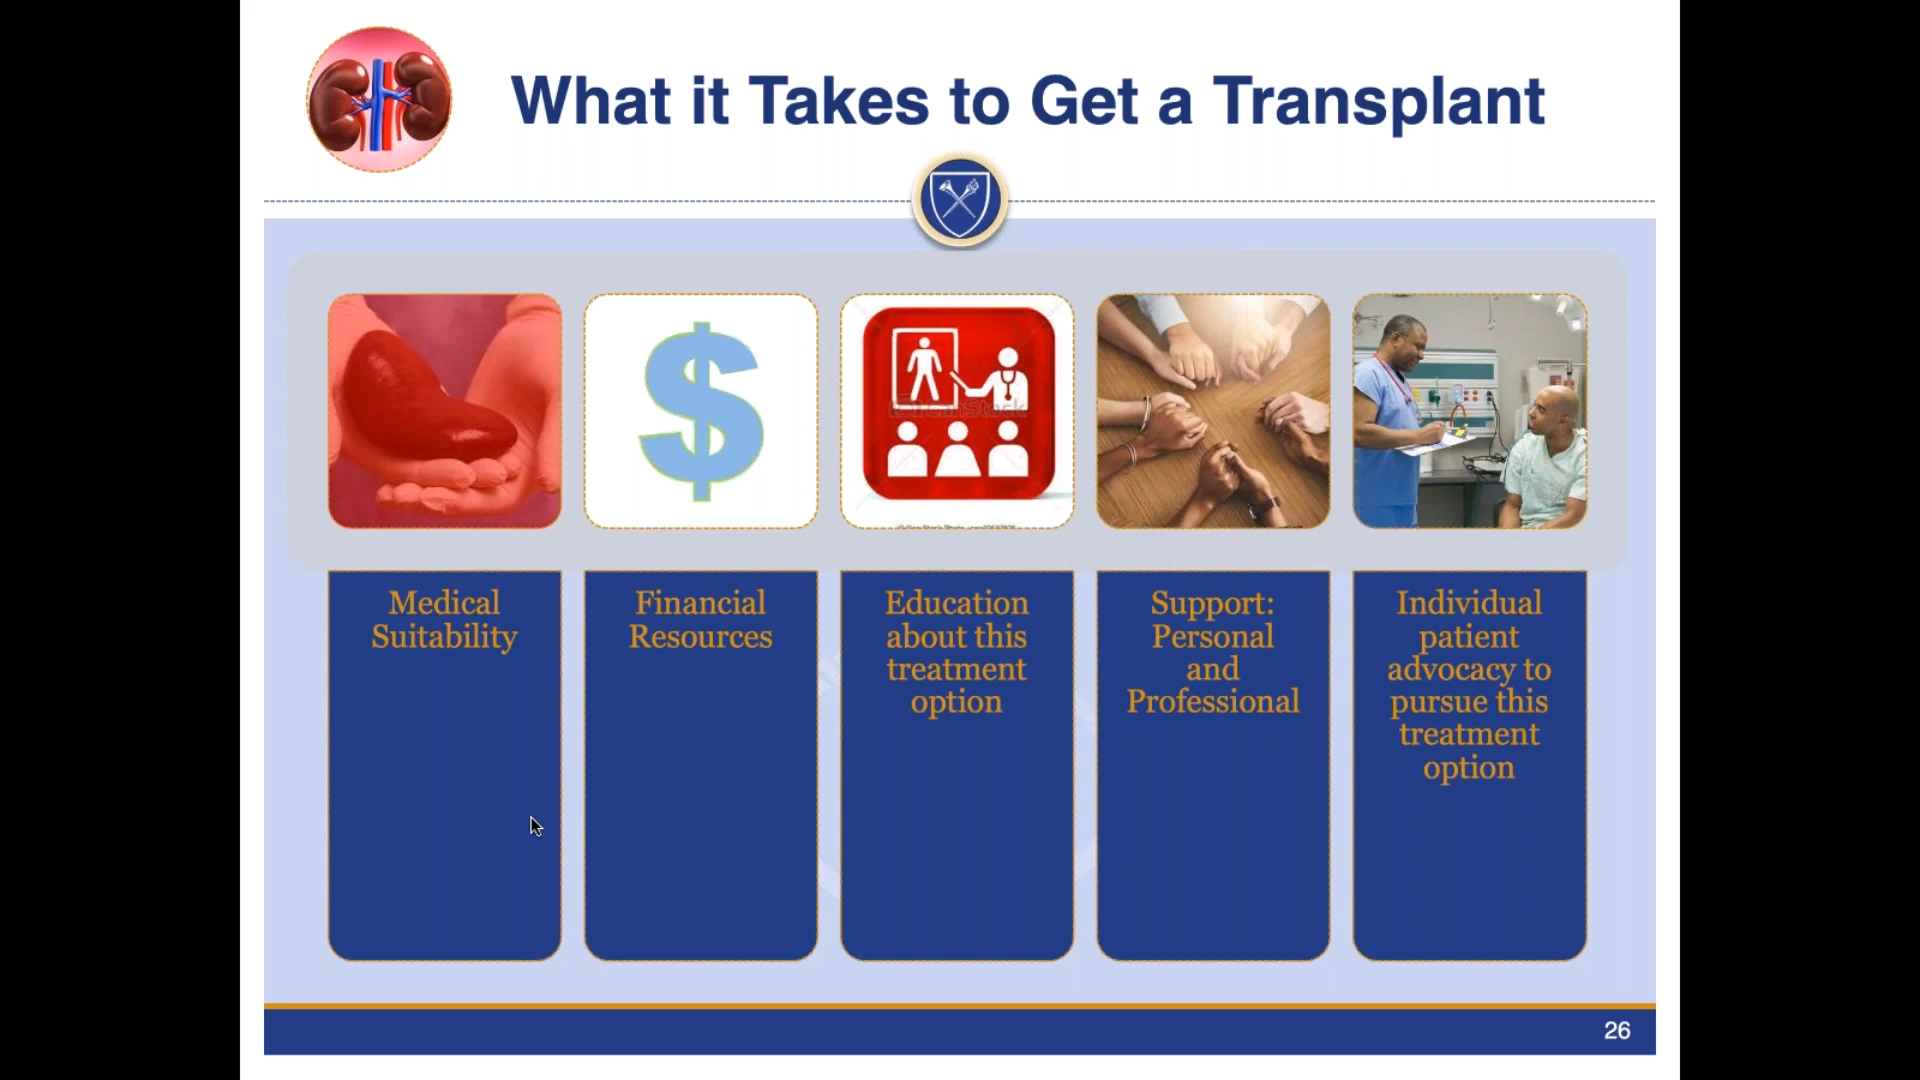 What it Takes to Get a Transplant
Medical
Suitability
Financial
Resources
Education
about this
treatment
option
Support:
Personal
and
Professional
Individual
patient
advocacy to
pursue this
treatment
option
26